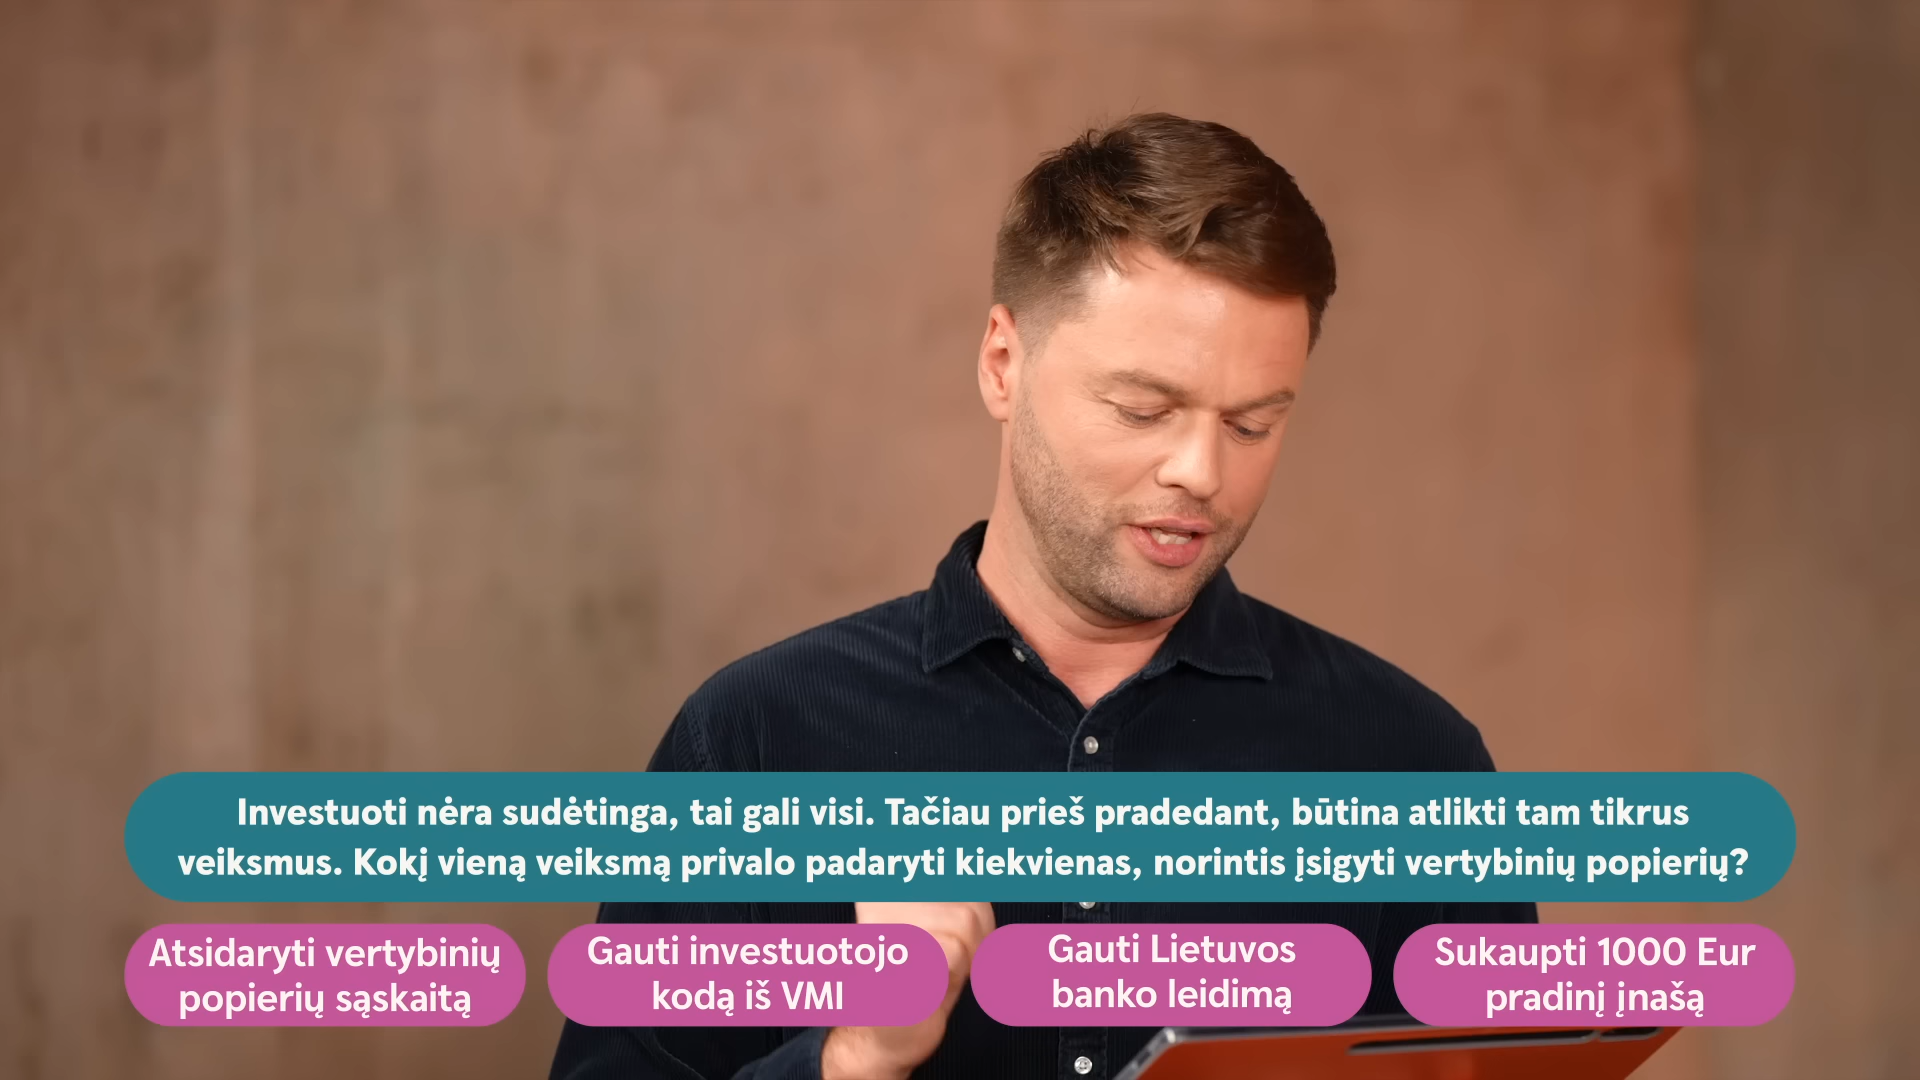 Investuoti nėra sudėtinga, tai gali visi. Tačiau prieš pradedant, būtina atlikti tam tikrus
veiksmus. Kokį vieną veiksmą privalo padaryti kiekvienas, norintis įsigyti vertybinių popierių?
Atsidaryti vertybinių
popierių sąskaitą
Gauti investuotojo
kodą iš VMI
Gauti Lietuvos
banko leidimą
Sukaupti 1000 Eur
pradinį įnašą